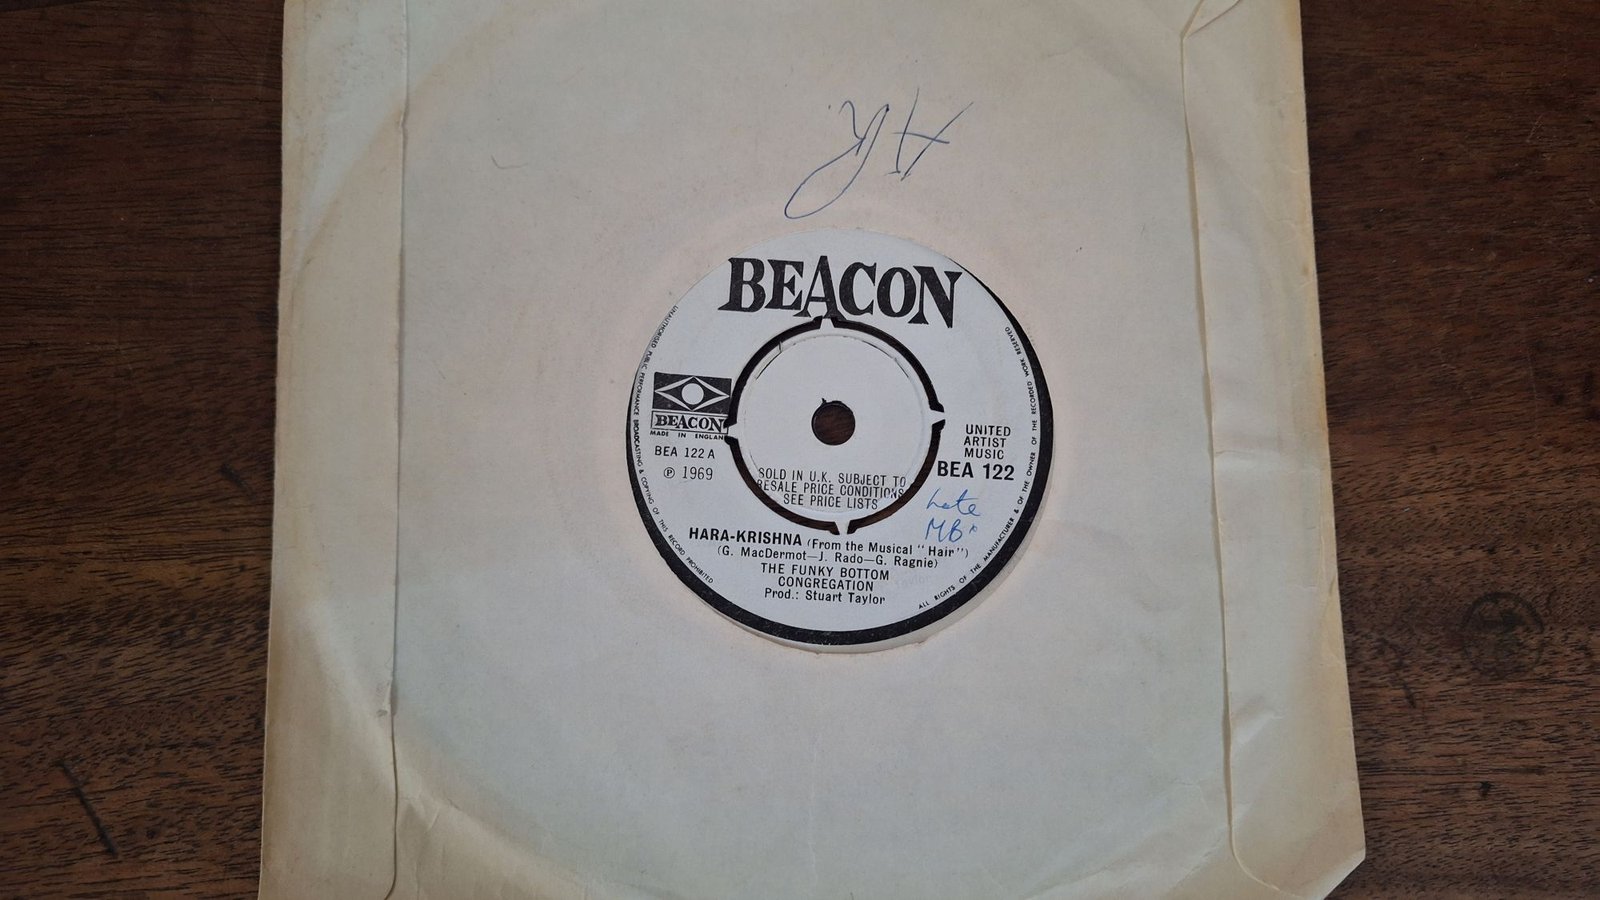 A.R.
BEACON
UNAUTHORISED PUBLIC PERFORMANCE BROADCASTING & COPYING OF THIS RECORD PROHIBITED
ALL RIGHTS OF THE MANUFACTURER & OF THE OWNER OF THE RECORDED WORK RESERVED
BEACON
MADE IN ENGLAND
BEA 122 A
℗ 1969
UNITED
ARTIST
MUSIC
BEA 122
SOLD IN U.K. SUBJECT TO
RESALE PRICE CONDITIONS
SEE PRICE LISTS
Late
MB
HARA-KRISHNA (From the Musical "Hair")
(G. MacDermot—J. Rado—G. Ragnie)
THE FUNKY BOTTOM
CONGREGATION
Prod.: Stuart Taylor